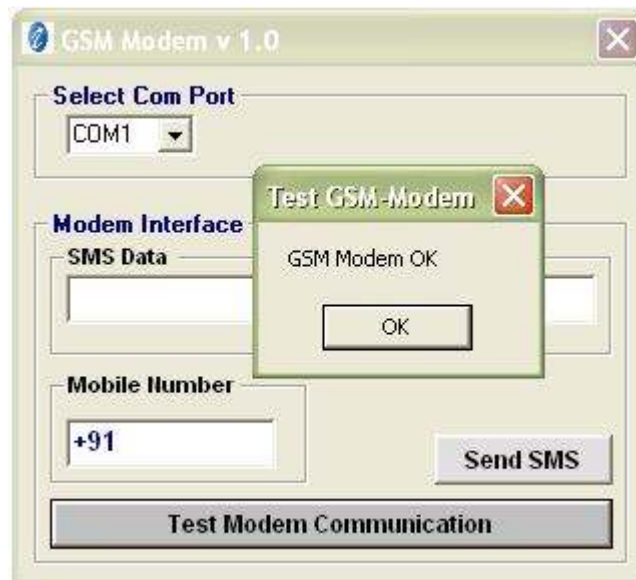 GSM Modem v 1.0
Select Com Port
COM1
Test GSM-Modem
Modem Interface
SMS Data
GSM Modem OK
OK
Mobile Number
+91
Send SMS
Test Modem Communication